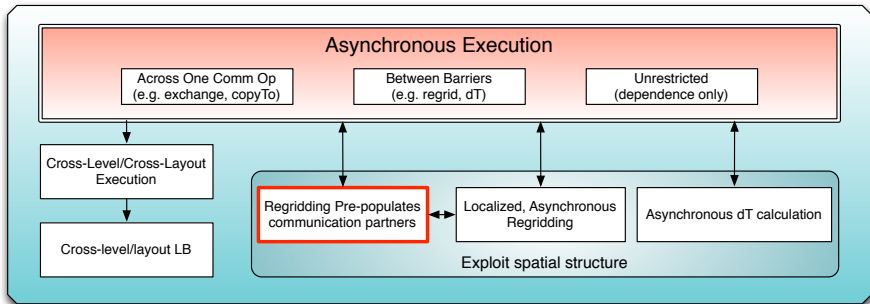 Asynchronous Execution
Across One Comm Op
(e.g. exchange, copyTo)
Between Barriers
(e.g. regrid, dT)
Unrestricted
(dependence only)
Cross-Level/Cross-Layout
Execution
Cross-level/layout LB
Regridding Pre-populates
communication partners
Localized, Asynchronous
Regridding
Asynchronous dT calculation
Exploit spatial structure